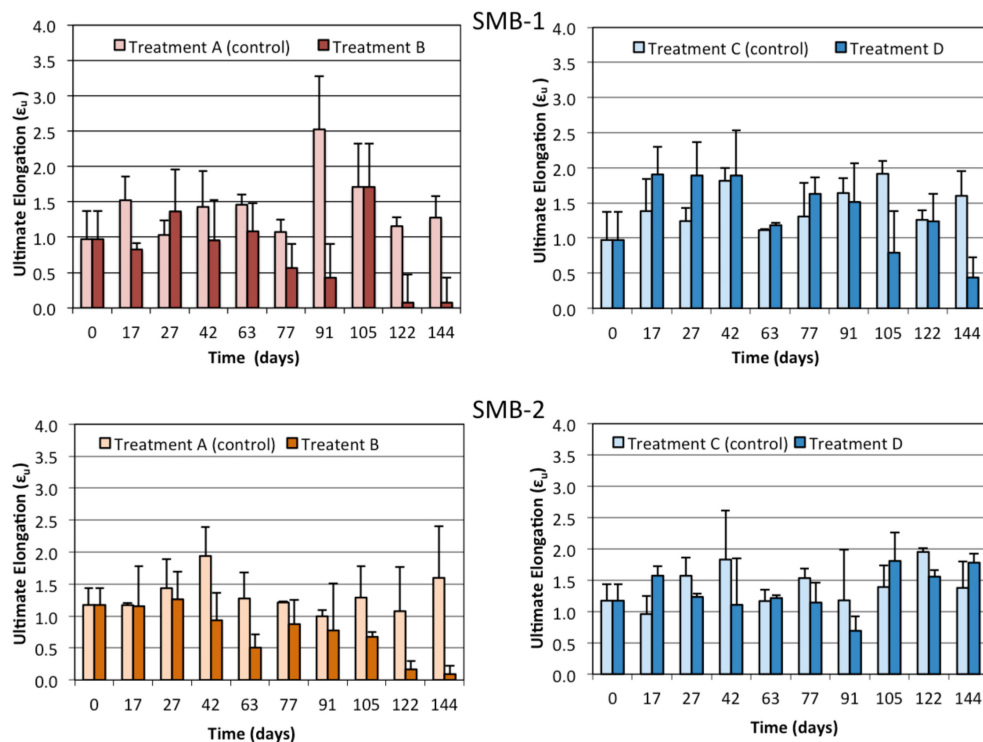 SMB-1
Treatment A (control) Treatment B
Ultimate Elongation (εu)
4.0
3.5
3.0
2.5
2.0
1.5
1.0
0.5
0.0
0 17 27 42 63 77 91 105 122 144
Time (days)
Treatment C (control) Treatment D
Ultimate Elongation (εu)
4.0
3.5
3.0
2.5
2.0
1.5
1.0
0.5
0.0
0 17 27 42 63 77 91 105 122 144
Time (days)
SMB-2
Treatment A (control) Treatent B
Ultimate Elongation (εu)
4.0
3.5
3.0
2.5
2.0
1.5
1.0
0.5
0.0
0 17 27 42 63 77 91 105 122 144
Time (days)
Treatment C (control) Treatment D
Ultimate Elongation (εu)
4.0
3.5
3.0
2.5
2.0
1.5
1.0
0.5
0.0
0 17 27 42 63 77 91 105 122 144
Time (days)